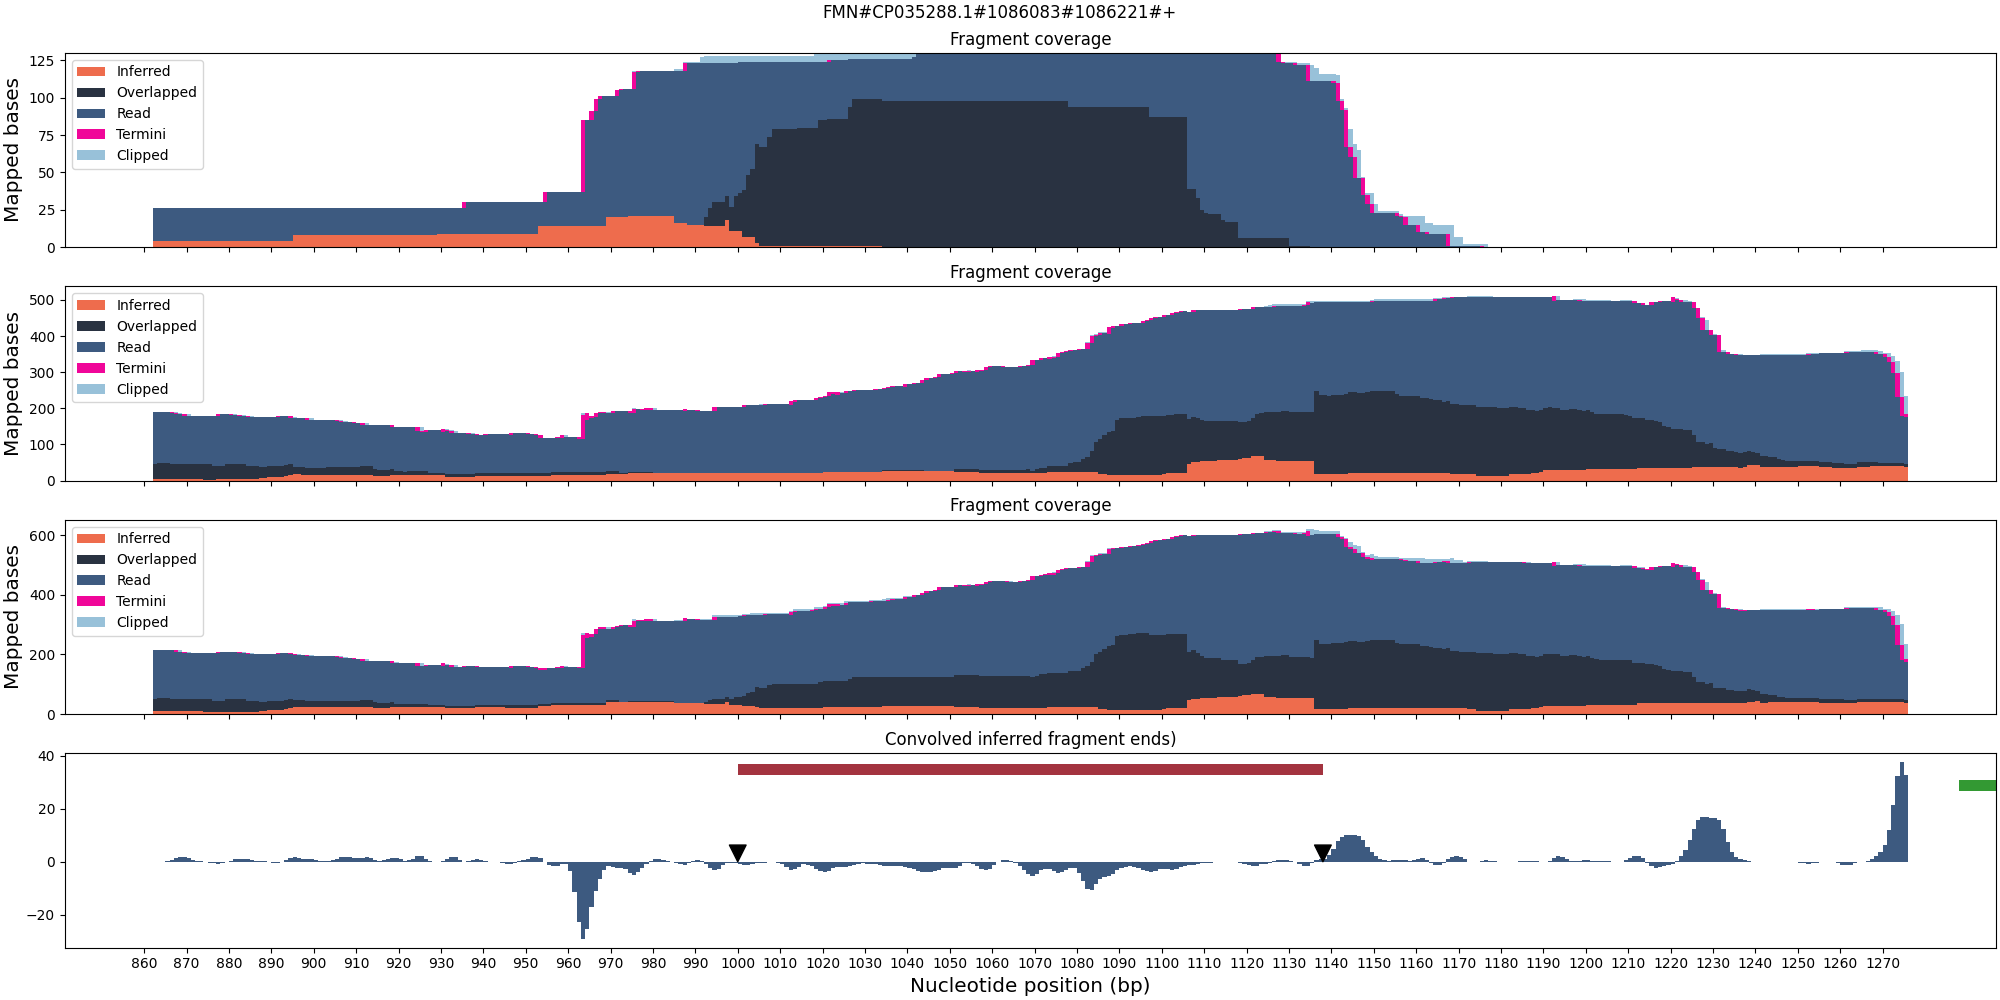 FMN#CP035288.1#1086083#1086221#+
Fragment coverage
Mapped bases
125
100
75
50
25
0
Inferred
Overlapped
Read
Termini
Clipped
Fragment coverage
Mapped bases
500
400
300
200
100
0
Inferred
Overlapped
Read
Termini
Clipped
Fragment coverage
Mapped bases
600
400
200
0
Inferred
Overlapped
Read
Termini
Clipped
Convolved inferred fragment ends)
40
20
0
−20
860 870 880 890 900 910 920 930 940 950 960 970 980 990 1000 1010 1020 1030 1040 1050 1060 1070 1080 1090 1100 1110 1120 1130 1140 1150 1160 1170 1180 1190 1200 1210 1220 1230 1240 1250 1260 1270
Nucleotide position (bp)